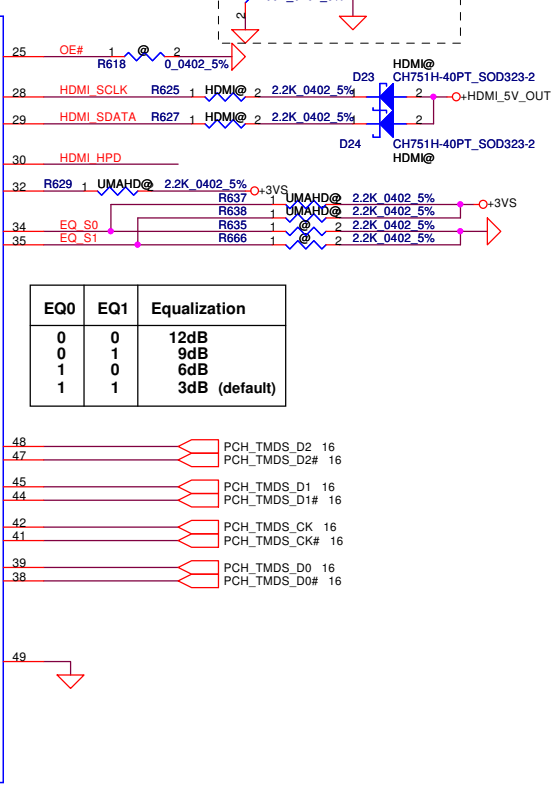 2
25 OE# 1 @ 2
R618 0_0402_5%
HDMI@
D23 CH751H-40PT_SOD323-2
28 HDMI_SCLK R625 1 HDMI@ 2 2.2K_0402_5% 1 2 +HDMI_5V_OUT
29 HDMI_SDATA R627 1 HDMI@ 2 2.2K_0402_5% 1 2
D24 CH751H-40PT_SOD323-2
HDMI@
30 HDMI_HPD
32 R629 1 UMAHD@ 2 2.2K_0402_5% +3VS
R637 1 UMAHD@ 2 2.2K_0402_5% +3VS
R638 1 UMAHD@ 2 2.2K_0402_5%
34 EQ_S0 R635 1 @ 2 2.2K_0402_5%
35 EQ_S1 R666 1 @ 2 2.2K_0402_5%
EQ0 EQ1 Equalization
0 0 12dB
0 1 9dB
1 0 6dB
1 1 3dB (default)
48 PCH_TMDS_D2 16
47 PCH_TMDS_D2# 16
45 PCH_TMDS_D1 16
44 PCH_TMDS_D1# 16
42 PCH_TMDS_CK 16
41 PCH_TMDS_CK# 16
39 PCH_TMDS_D0 16
38 PCH_TMDS_D0# 16
49